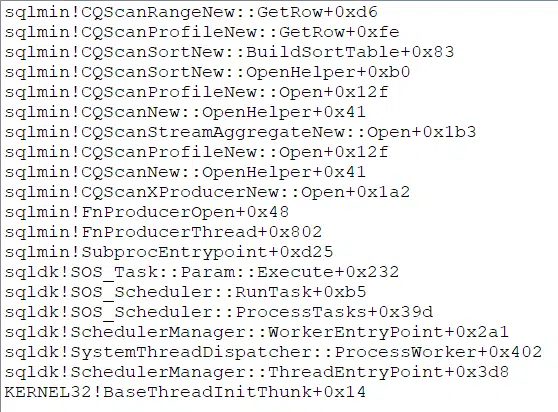 sqlmin!CQScanRangeNew::GetRow+0xd6
sqlmin!CQScanProfileNew::GetRow+0xfe
sqlmin!CQScanSortNew::BuildSortTable+0x83
sqlmin!CQScanSortNew::OpenHelper+0xb0
sqlmin!CQScanProfileNew::Open+0x12f
sqlmin!CQScanNew::OpenHelper+0x41
sqlmin!CQScanStreamAggregateNew::Open+0x1b3
sqlmin!CQScanProfileNew::Open+0x12f
sqlmin!CQScanNew::OpenHelper+0x41
sqlmin!CQScanXProducerNew::Open+0x1a2
sqlmin!FnProducerOpen+0x48
sqlmin!FnProducerThread+0x802
sqlmin!SubprocEntrypoint+0xd25
sqldk!SOS_Task::Param::Execute+0x232
sqldk!SOS_Scheduler::RunTask+0xb5
sqldk!SOS_Scheduler::ProcessTasks+0x39d
sqldk!SchedulerManager::WorkerEntryPoint+0x2a1
sqldk!SystemThreadDispatcher::ProcessWorker+0x402
sqldk!SchedulerManager::ThreadEntryPoint+0x3d8
KERNEL32!BaseThreadInitThunk+0x14